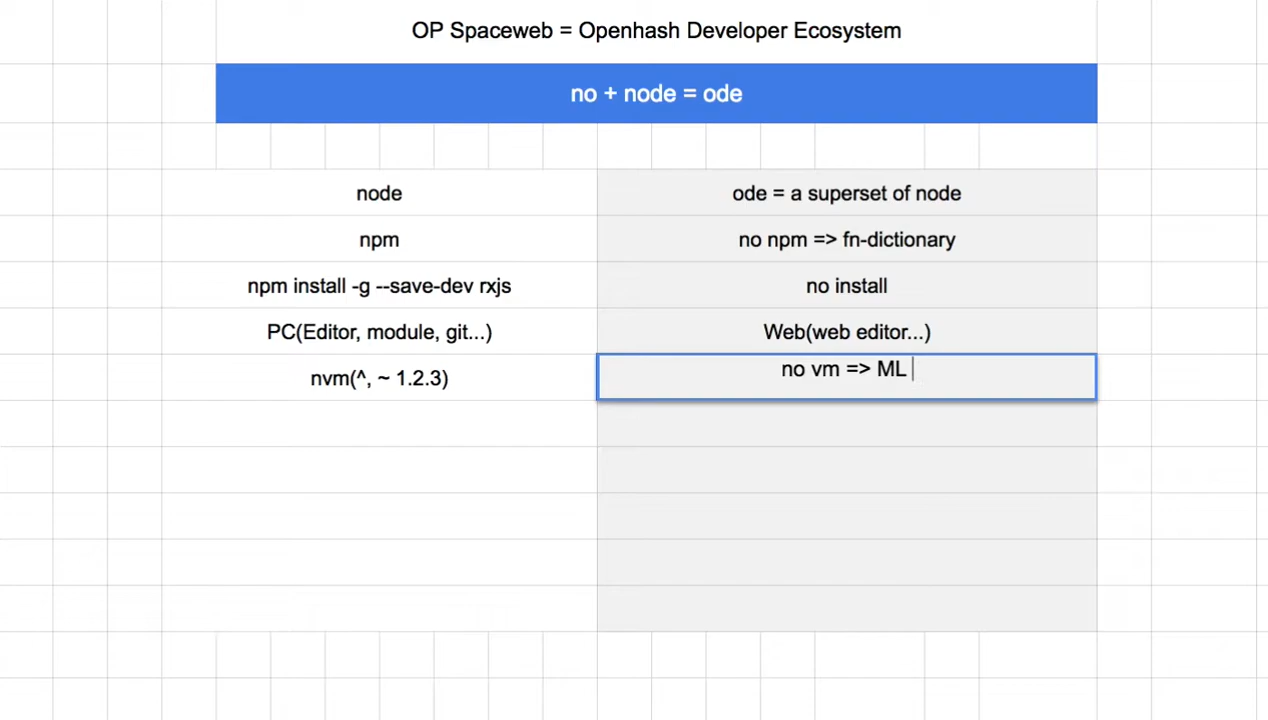 OP Spaceweb = Openhash Developer Ecosystem
no + node = ode
node
ode = a superset of node
npm
no npm => fn-dictionary
npm install -g --save-dev rxjs
no install
PC(Editor, module, git...)
Web(web editor...)
nvm(^, ~ 1.2.3)
no vm => ML